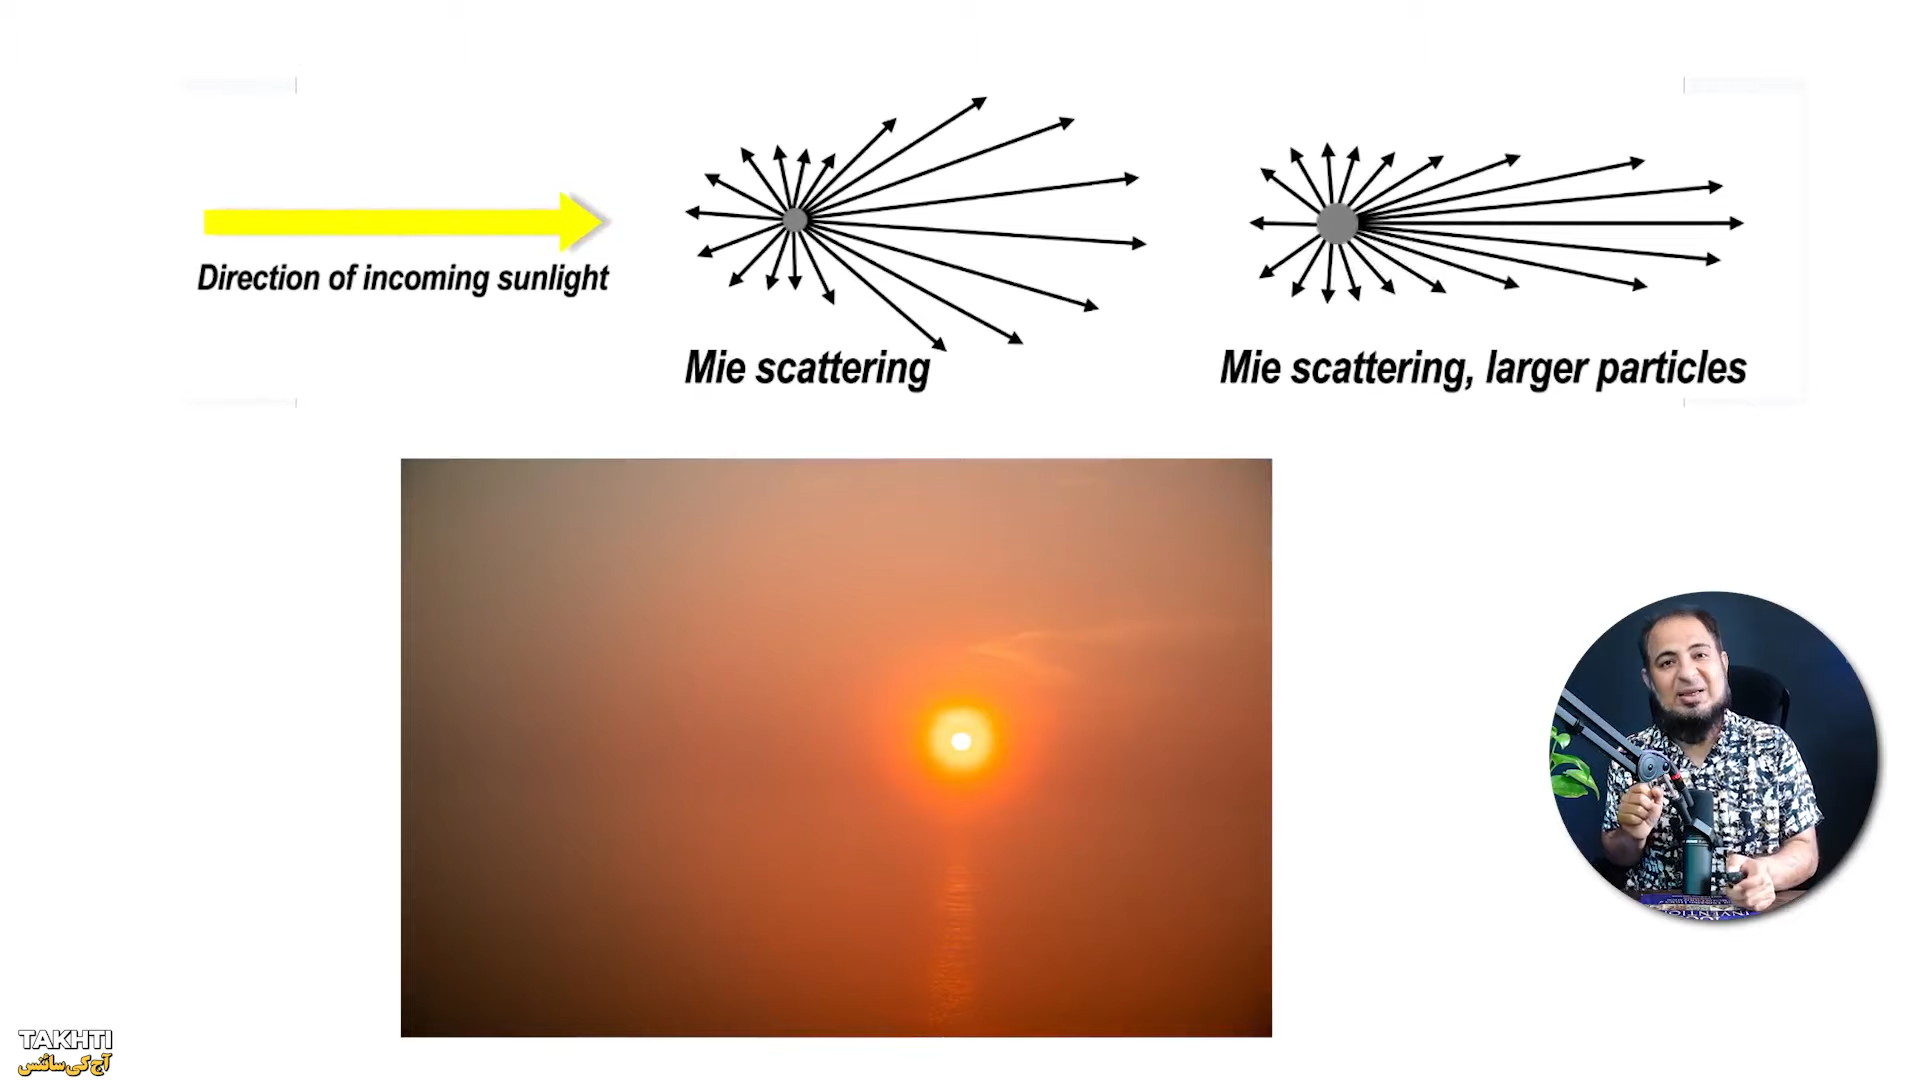 Direction of incoming sunlight
Mie scattering
Mie scattering, larger particles
TAKHTI
آج کی سائنس